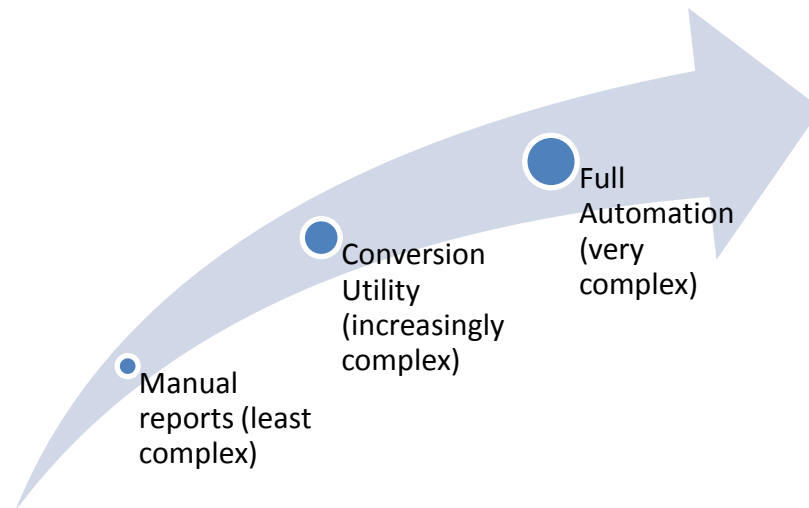 Full
Automation
(very
complex)
Conversion
Utility
(increasingly
complex)
Manual
reports (least
complex)